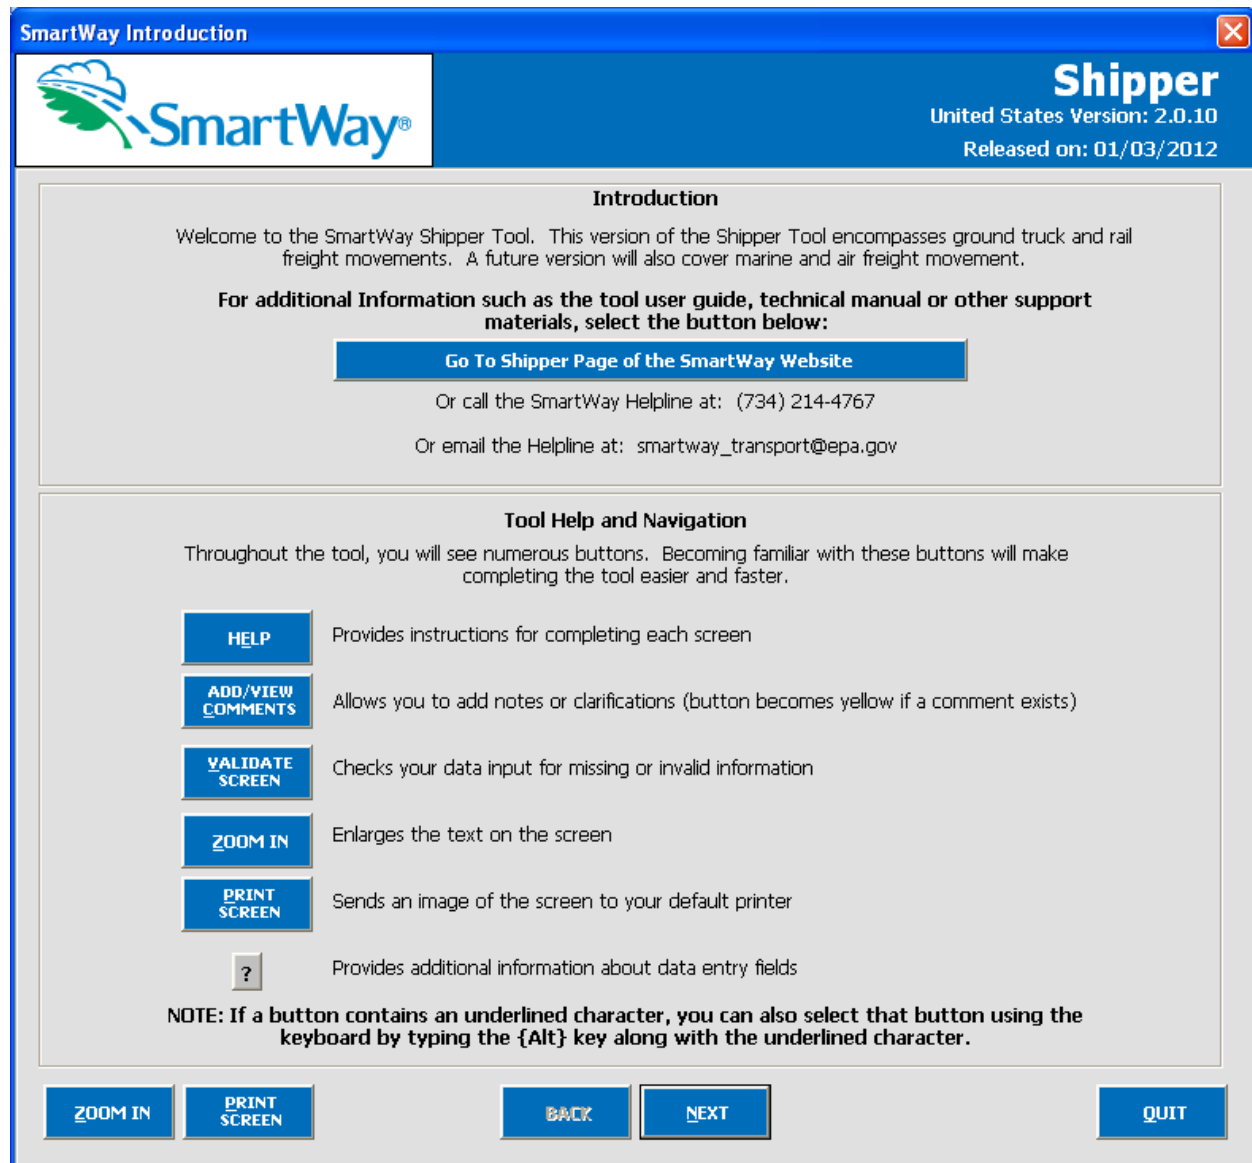 SmartWay Introduction
SmartWay®
Shipper
United States Version: 2.0.10
Released on: 01/03/2012
Introduction
Welcome to the SmartWay Shipper Tool. This version of the Shipper Tool encompasses ground truck and rail
freight movements. A future version will also cover marine and air freight movement.
For additional Information such as the tool user guide, technical manual or other support
materials, select the button below:
Go To Shipper Page of the SmartWay Website
Or call the SmartWay Helpline at: (734) 214-4767
Or email the Helpline at: smartway_transport@epa.gov
Tool Help and Navigation
Throughout the tool, you will see numerous buttons. Becoming familiar with these buttons will make
completing the tool easier and faster.
HELP
Provides instructions for completing each screen
ADD/VIEW
COMMENTS
Allows you to add notes or clarifications (button becomes yellow if a comment exists)
VALIDATE
SCREEN
Checks your data input for missing or invalid information
ZOOM IN
Enlarges the text on the screen
PRINT
SCREEN
Sends an image of the screen to your default printer
?
Provides additional information about data entry fields
NOTE: If a button contains an underlined character, you can also select that button using the
keyboard by typing the {Alt} key along with the underlined character.
ZOOM IN
PRINT
SCREEN
BACK
NEXT
QUIT